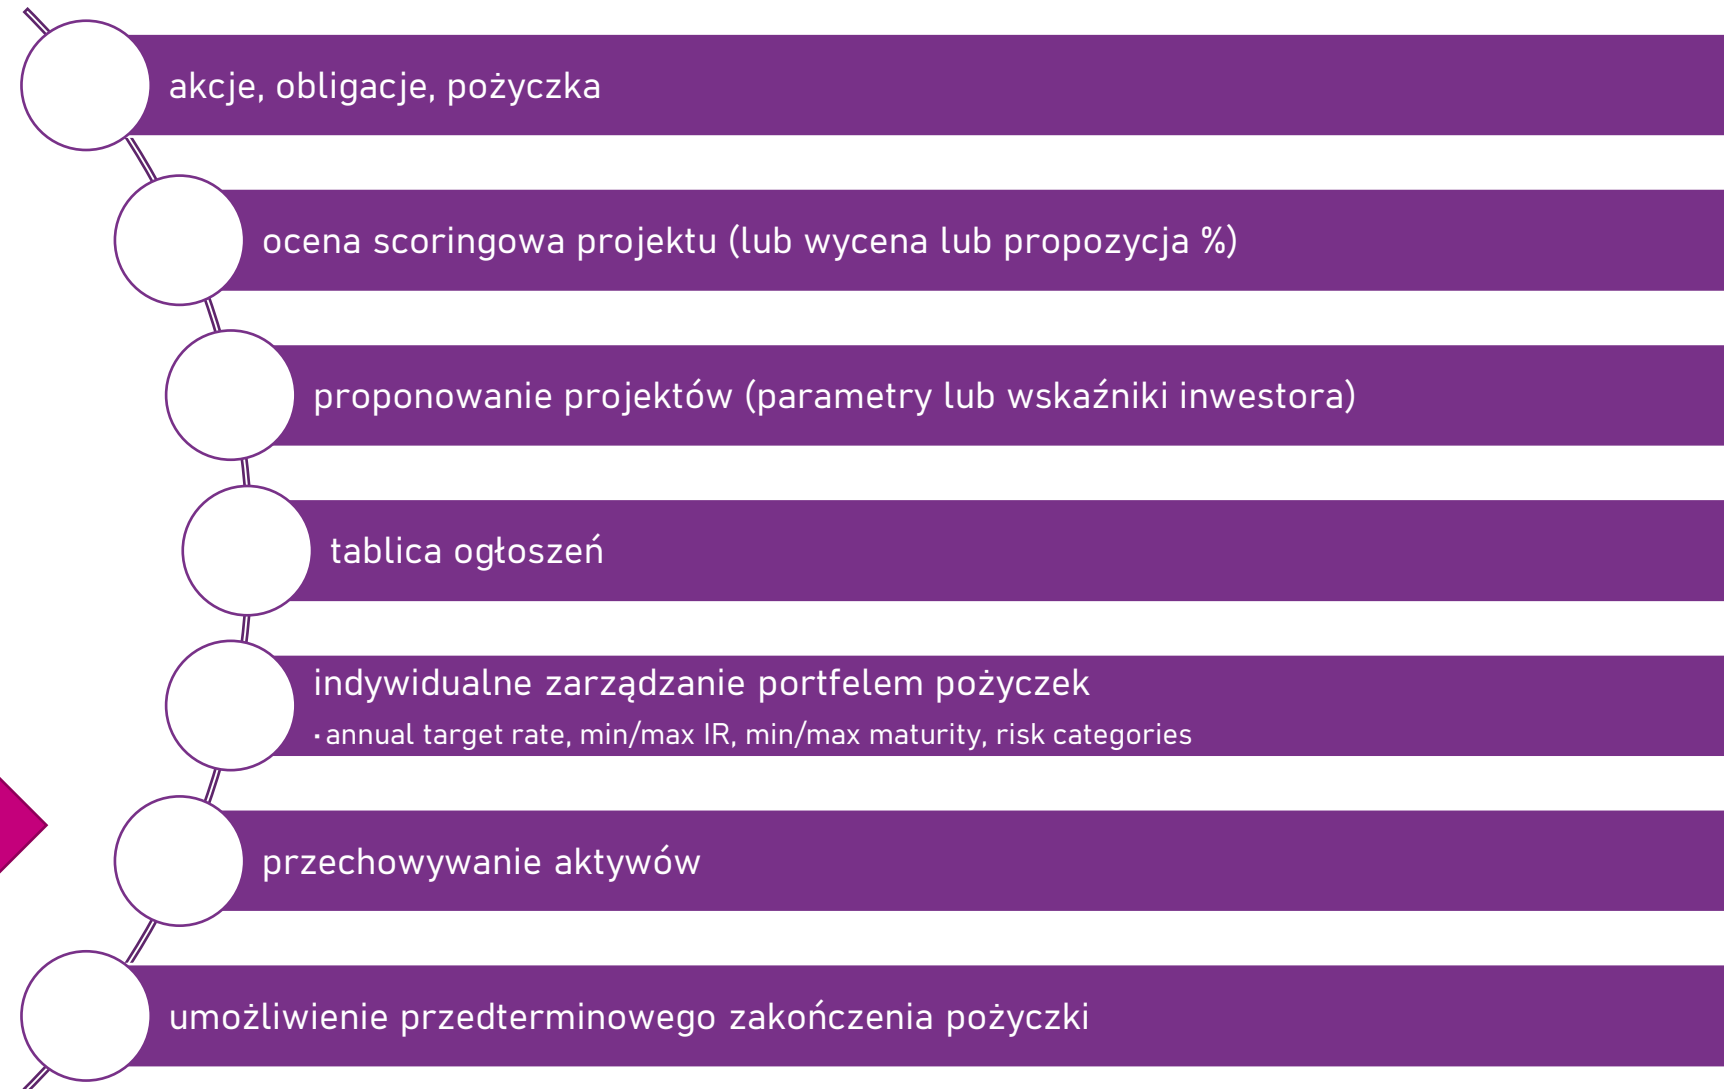 akcje, obligacje, pożyczka
ocena scoringowa projektu (lub wycena lub propozycja %)
proponowanie projektów (parametry lub wskaźniki inwestora)
tablica ogłoszeń
indywidualne zarządzanie portfelem pożyczek
· annual target rate, min/max IR, min/max maturity, risk categories
przechowywanie aktywów
umożliwienie przedterminowego zakończenia pożyczki